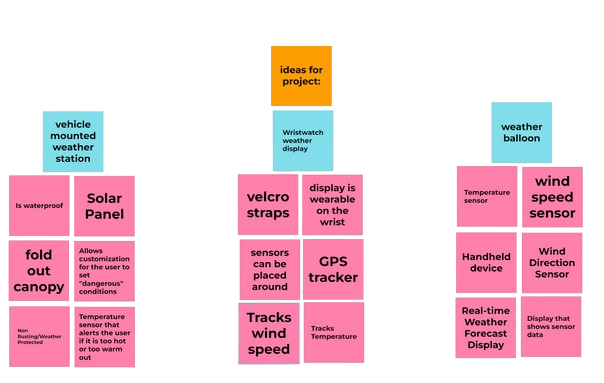 ideas for
project:
vehicle
mounted
weather
station
Is waterproof
Solar
Panel
fold
out
canopy
Allows
customization
for the user to
set
"dangerous"
conditions
Non
Rusting/Weather
Protected
Temperature
sensor that
alerts the user
if it is too hot
or too warm
out
Wristwatch
weather
display
velcro
straps
display is
wearable
on the
wrist
sensors
can be
placed
around
GPS
tracker
Tracks
wind
speed
Tracks
Temperature
weather
balloon
Temperature
sensor
wind
speed
sensor
Handheld
device
Wind
Direction
Sensor
Real-time
Weather
Forecast
Display
Display that
shows sensor
data